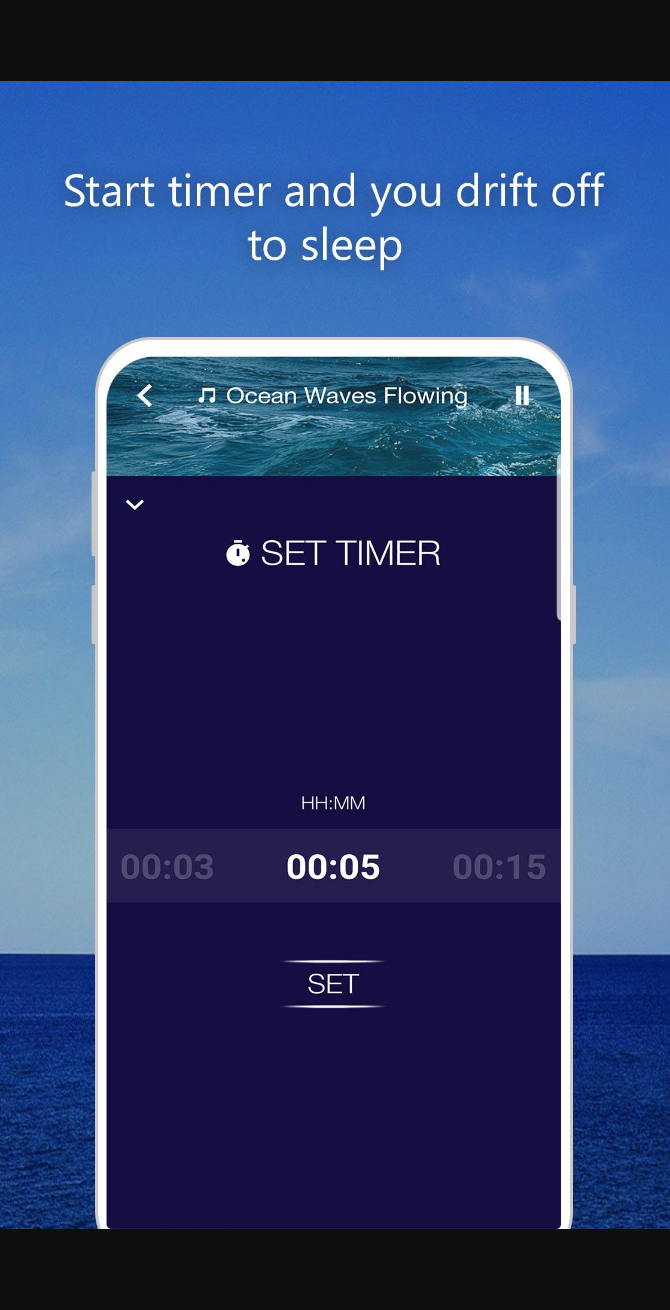 Start timer and you drift off
to sleep
Ocean Waves Flowing
SET TIMER
HH:MM
00:03 00:05 00:15
SET